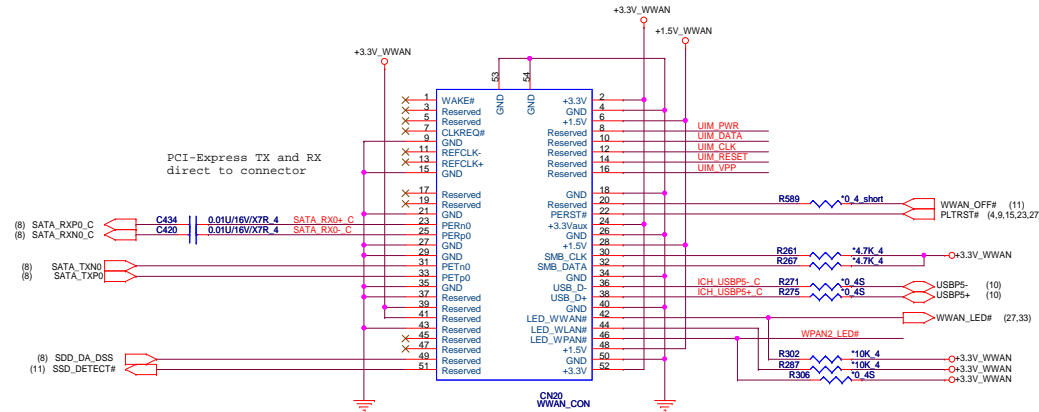 +3.3V_WWAN
+1.5V_WWAN
+3.3V_WWAN
53
54
GND
GND
1 WAKE# +3.3V 2
3 Reserved GND 4
5 Reserved +1.5V 6
7 CLKREQ# Reserved 8 UIM_PWR
9 GND Reserved 10 UIM_DATA
11 REFCLK- Reserved 12 UIM_CLK
13 REFCLK+ Reserved 14 UIM_RESET
15 GND Reserved 16 UIM_VPP
PCI-Express TX and RX
direct to connector
17 Reserved GND 18
19 Reserved Reserved 20 R589 *0_4_short WWAN_OFF# (11)
21 GND PERST# 22 PLTRST# (4,9,15,23,27
(8) SATA_RXP0_C C434 0.01U/16V/X7R_4 SATA_RX0+_C 23 PERn0 +3.3Vaux 24
(8) SATA_RXN0_C C420 0.01U/16V/X7R_4 SATA_RX0-_C 25 PERp0 GND 26
27 GND +1.5V 28
29 GND SMB_CLK 30 R261 *4.7K_4 +3.3V_WWAN
(8) SATA_TXN0 31 PETn0 SMB_DATA 32 R267 *4.7K_4
(8) SATA_TXP0 33 PETp0 GND 34
35 GND USB_D- 36 ICH_USBP5-_C R271 *0_4S USBP5- (10)
37 Reserved USB_D+ 38 ICH_USBP5+_C R275 *0_4S USBP5+ (10)
39 Reserved GND 40
41 Reserved LED_WWAN# 42 WWAN_LED# (27,33)
43 Reserved LED_WLAN# 44
45 Reserved LED_WPAN# 46 WPAN2_LED#
47 Reserved +1.5V 48
(8) SDD_DA_DSS 49 Reserved GND 50 R302 *10K_4 +3.3V_WWAN
(11) SSD_DETECT# 51 Reserved +3.3V 52 R287 *10K_4 +3.3V_WWAN
R306 *0_4S +3.3V_WWAN
CN20
WWAN_CON